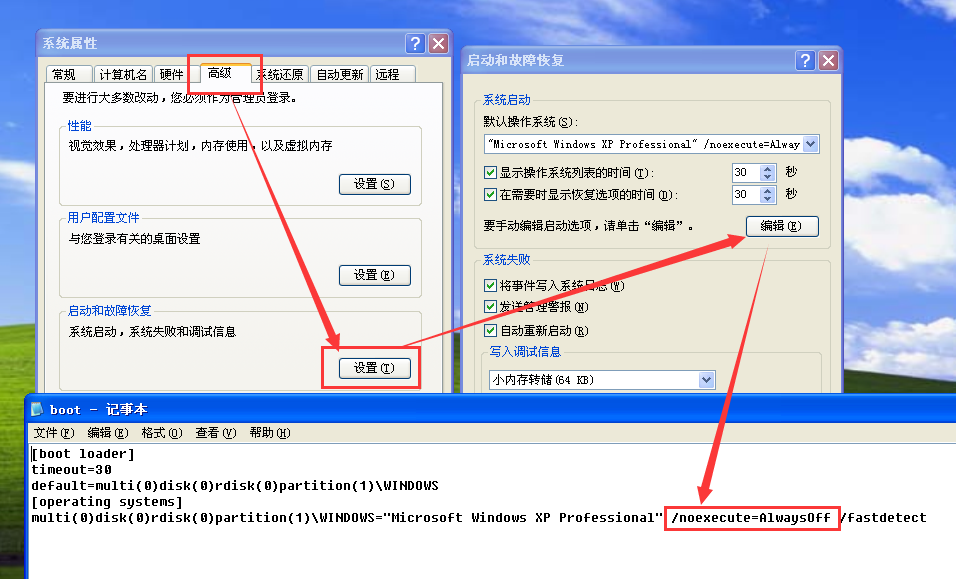 系统属性
常规 计算机名 硬件 高级 系统还原 自动更新 远程
要进行大多数改动，您必须作为管理员登录。
性能
视觉效果，处理器计划，内存使用，以及虚拟内存
设置(S)
用户配置文件
与您登录有关的桌面设置
设置(E)
启动和故障恢复
系统启动，系统失败和调试信息
设置(T)
启动和故障恢复
系统启动
默认操作系统(S):
"Microsoft Windows XP Professional" /noexecute=Alway
显示操作系统列表的时间(T): 30 秒
在需要时显示恢复选项的时间(D): 30 秒
要手动编辑启动选项，请单击“编辑”。 编辑(E)
系统失败
将事件写入系统日志(W)
发送管理警报(N)
自动重新启动(R)
写入调试信息
小内存转储(64 KB)
boot - 记事本
文件(F) 编辑(E) 格式(O) 查看(V) 帮助(H)
[boot loader]
timeout=30
default=multi(0)disk(0)rdisk(0)partition(1)\WINDOWS
[operating systems]
multi(0)disk(0)rdisk(0)partition(1)\WINDOWS="Microsoft Windows XP Professional" /noexecute=AlwaysOff /fastdetect